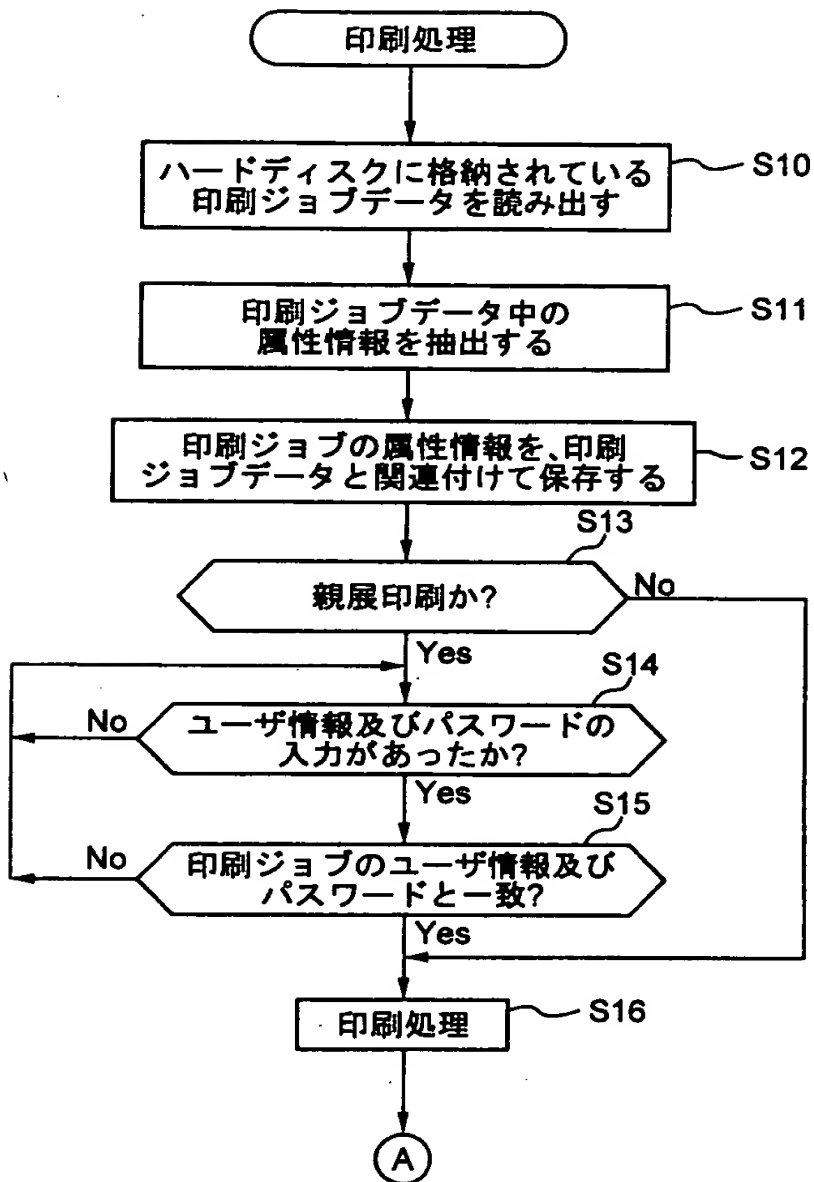 印刷処理
ハードディスクに格納されている
印刷ジョブデータを読み出す
S10
印刷ジョブデータ中の
属性情報を抽出する
S11
印刷ジョブの属性情報を、印刷
ジョブデータと関連付けて保存する
S12
S13
親展印刷か?
No
Yes
S14
ユーザ情報及びパスワードの
入力があったか?
No
Yes
S15
印刷ジョブのユーザ情報及び
パスワードと一致?
No
Yes
印刷処理
S16
A